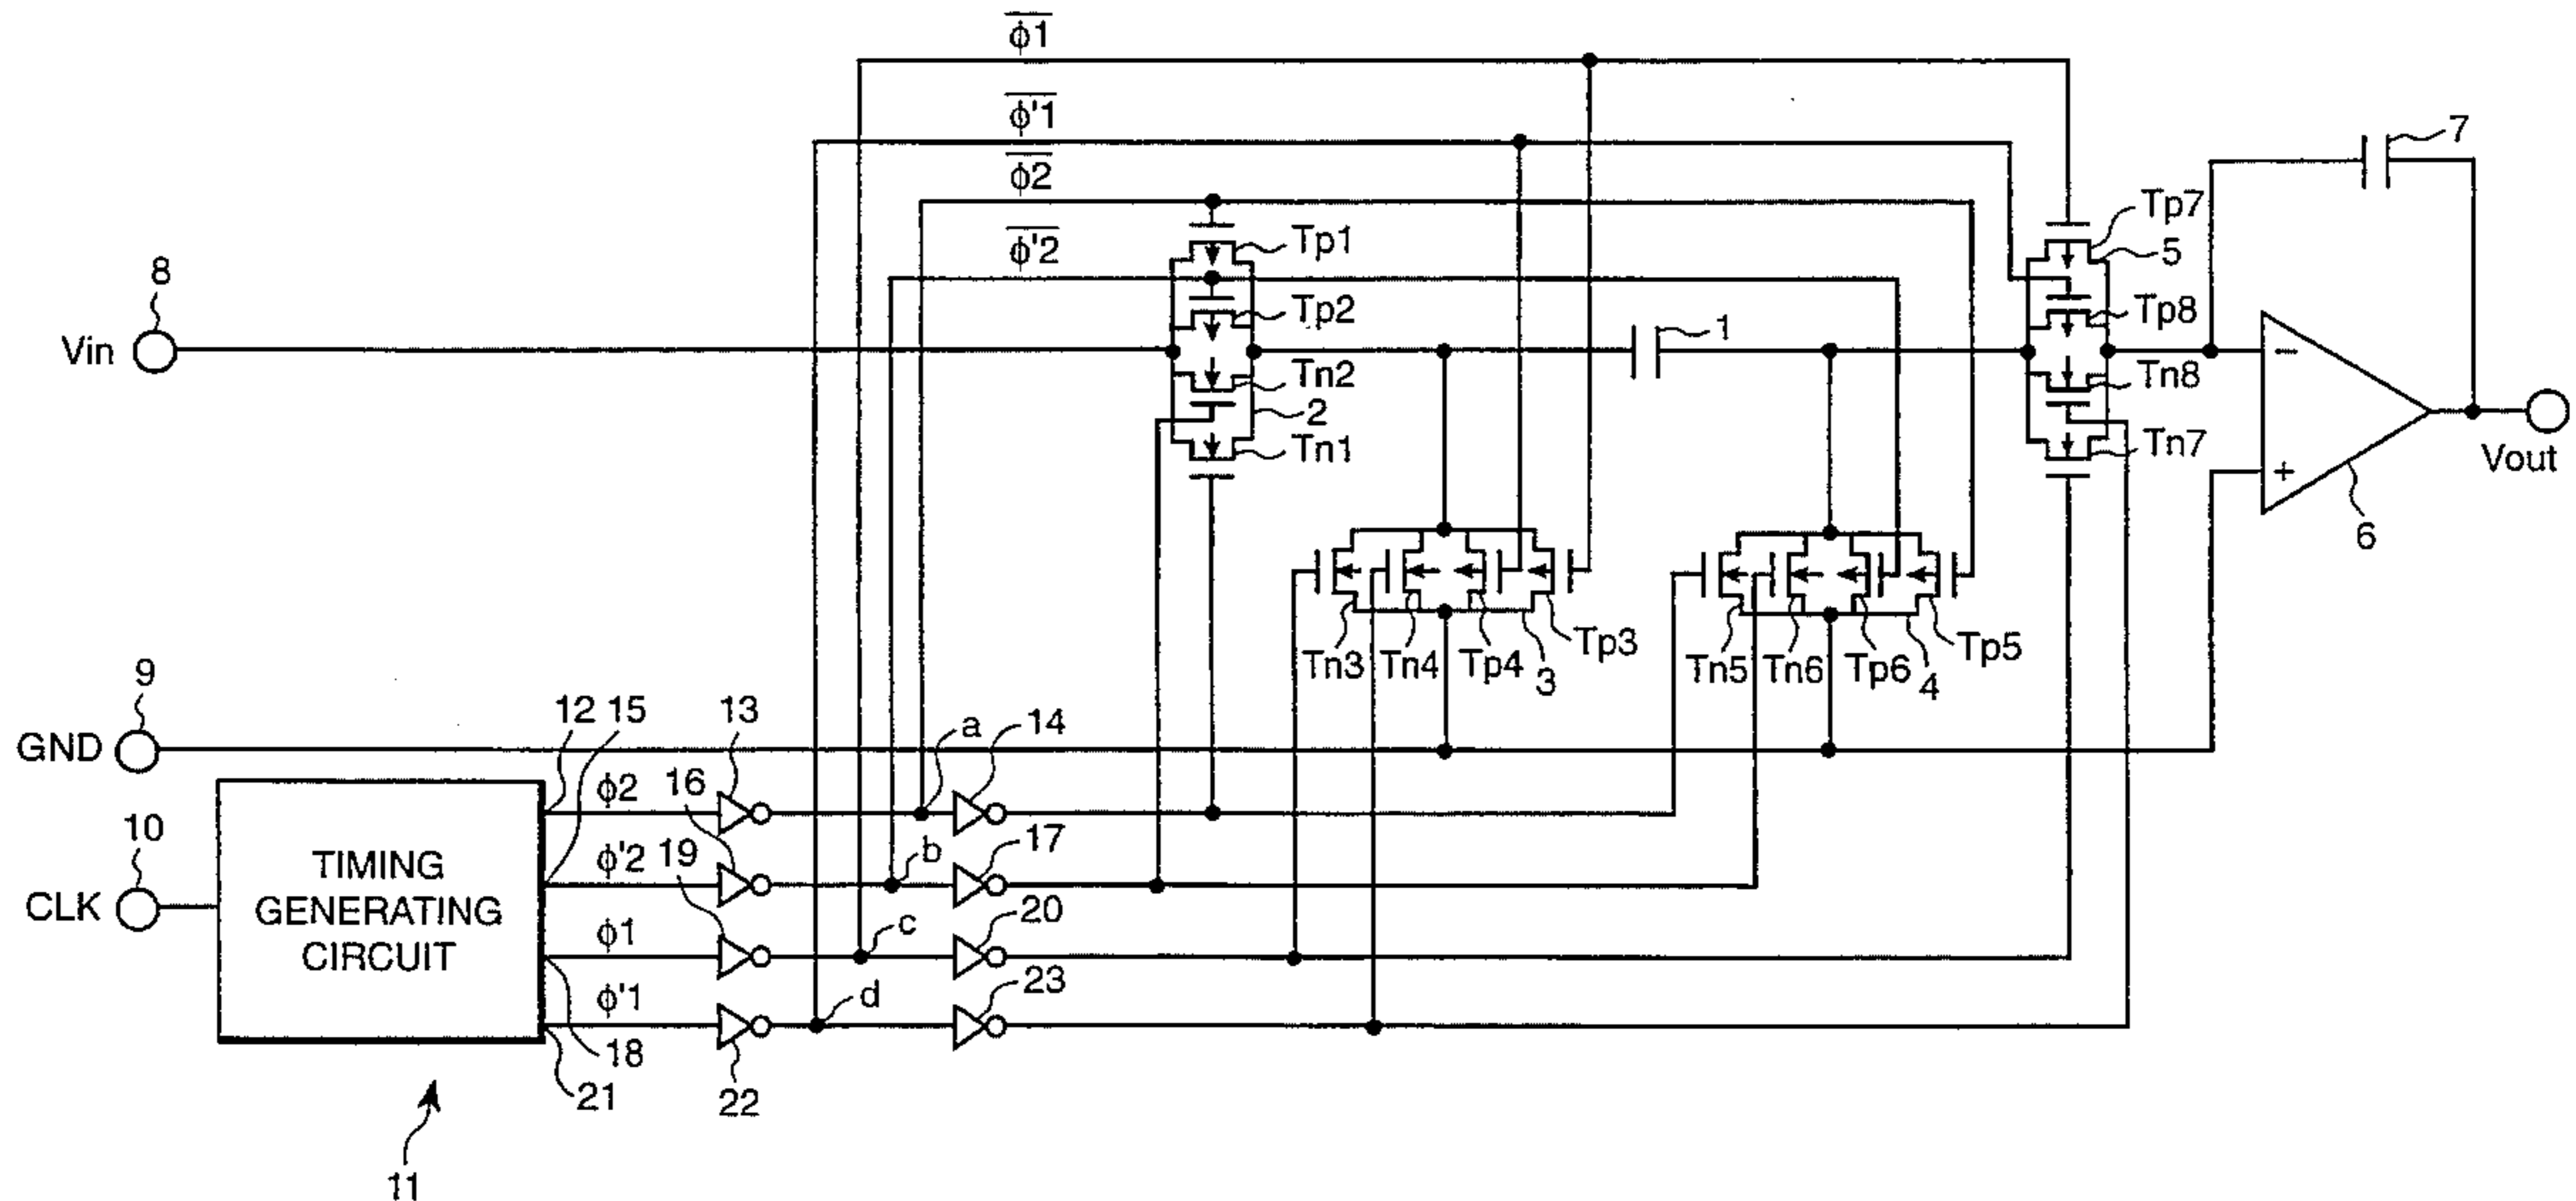 φ1
φ'1
φ2
φ'2
7
Tp7
5
Tp1
Tp2
Tp8
8
Vin
1
−
Tn2
2
Tn1
Tn8
Tn7
+
6
Vout
Tn3
Tn4
Tp4
3
Tp3
Tn5
Tn6
Tp6
4
Tp5
9
GND
12
15
13
a
14
φ2
16
10
CLK
TIMING
GENERATING
CIRCUIT
φ'2
19
b
17
φ1
c
20
φ'1
d
23
18
21
22
11